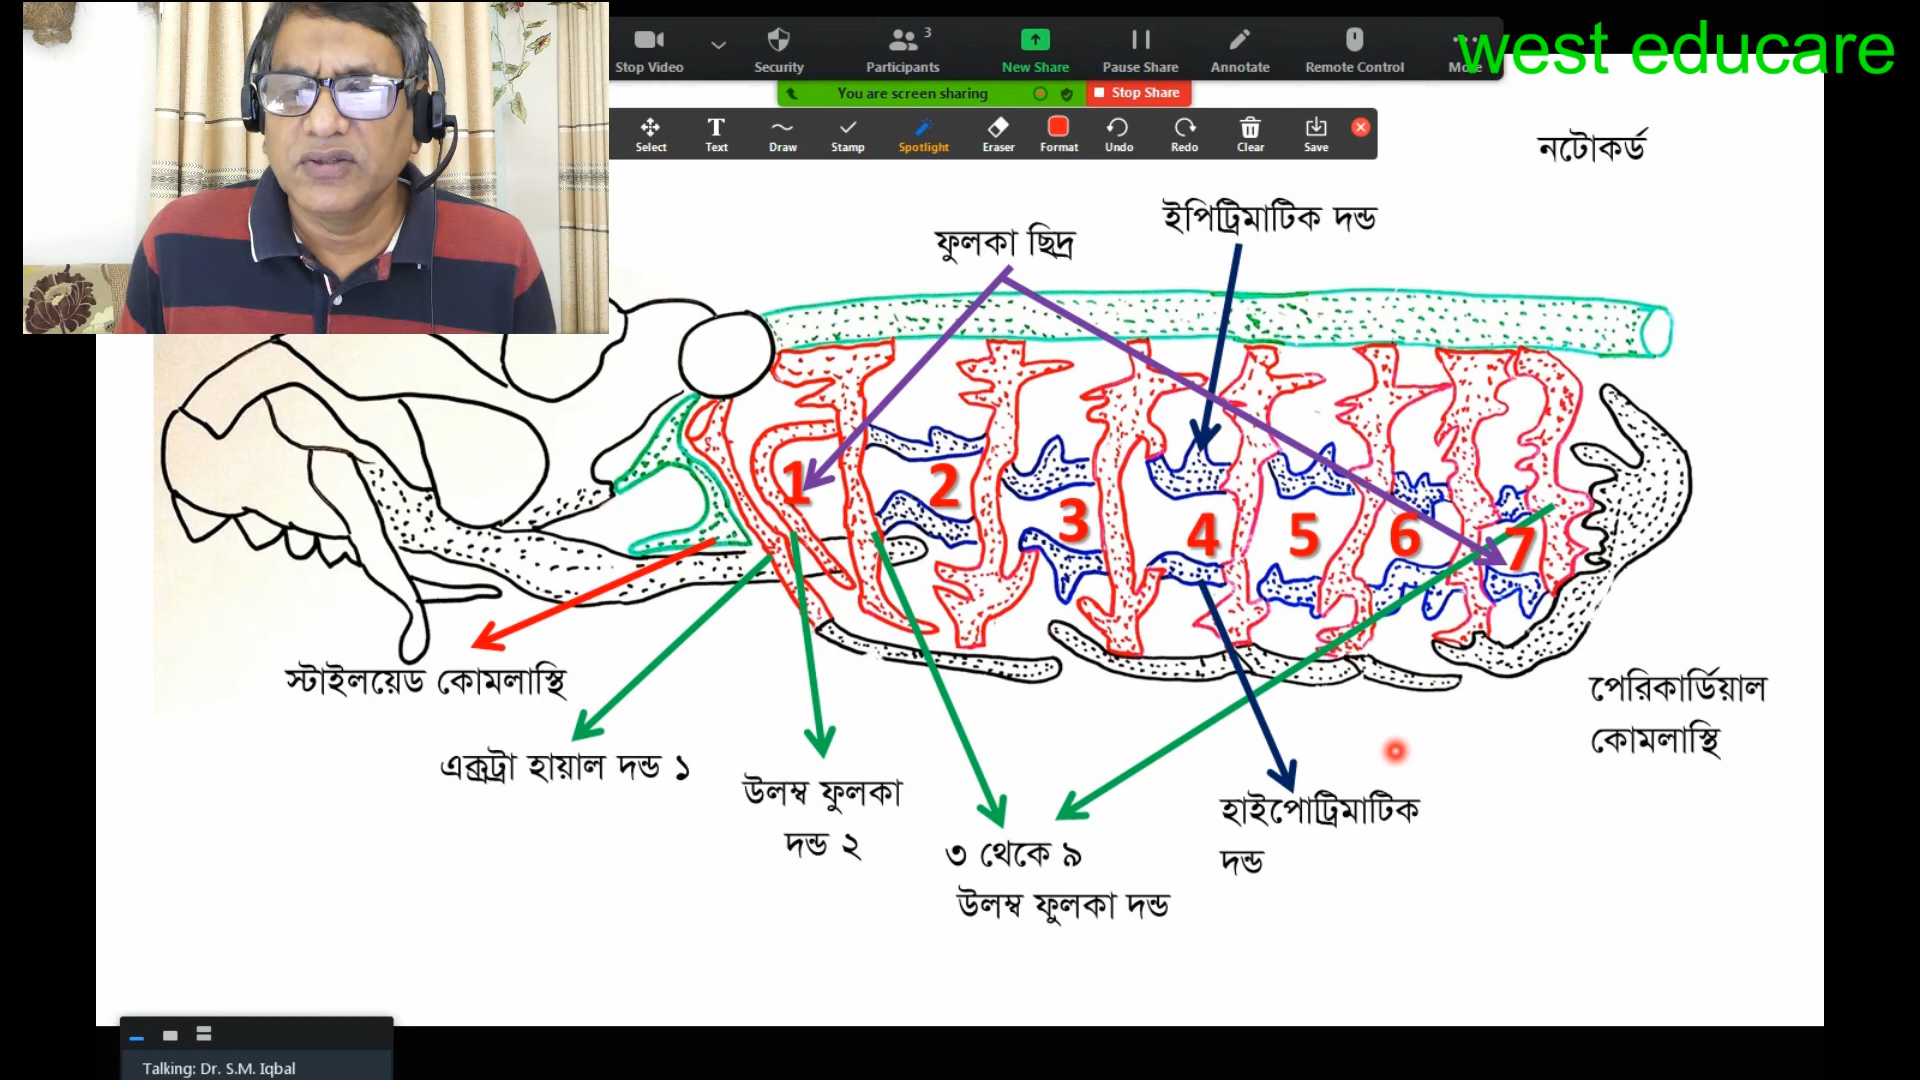 3
Stop Video
Security
Participants
New Share
Pause Share
Annotate
Remote Control
west educare
You are screen sharing
Stop Share
Select
Text
Draw
Stamp
Spotlight
Eraser
Format
Undo
Redo
Clear
Save
নটোকর্ড
ইপিট্রিমাটিক দন্ড
ফুলকা ছিদ্র
1
2
3
4
5
6
7
স্টাইলয়েড কোমলাস্থি
পেরিকার্ডিয়াল
কোমলাস্থি
এক্সট্রা হায়াল দন্ড ১
উলম্ব ফুলকা
দন্ড ২
হাইপোট্রিমাটিক
দন্ড
৩ থেকে ৯
উলম্ব ফুলকা দন্ড
Talking: Dr. S.M. Iqbal